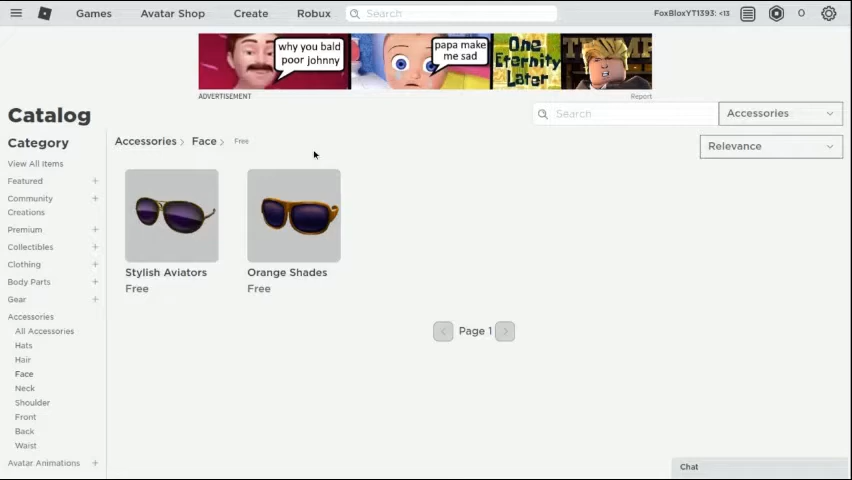 Games
Avatar Shop
Create
Robux
Search
FoxBloxYT1393: <13
0
why you bald
poor johnny
papa make
me sad
One
Eternity
Later
TRUMP
ADVERTISEMENT
Report
Catalog
Search
Accessories
Category
Accessories
Face
Free
Relevance
View All Items
Featured
Community
Creations
Premium
Collectibles
Clothing
Body Parts
Gear
Accessories
All Accessories
Hats
Hair
Face
Neck
Shoulder
Front
Back
Waist
Avatar Animations
Stylish Aviators
Free
Orange Shades
Free
Page 1
Chat